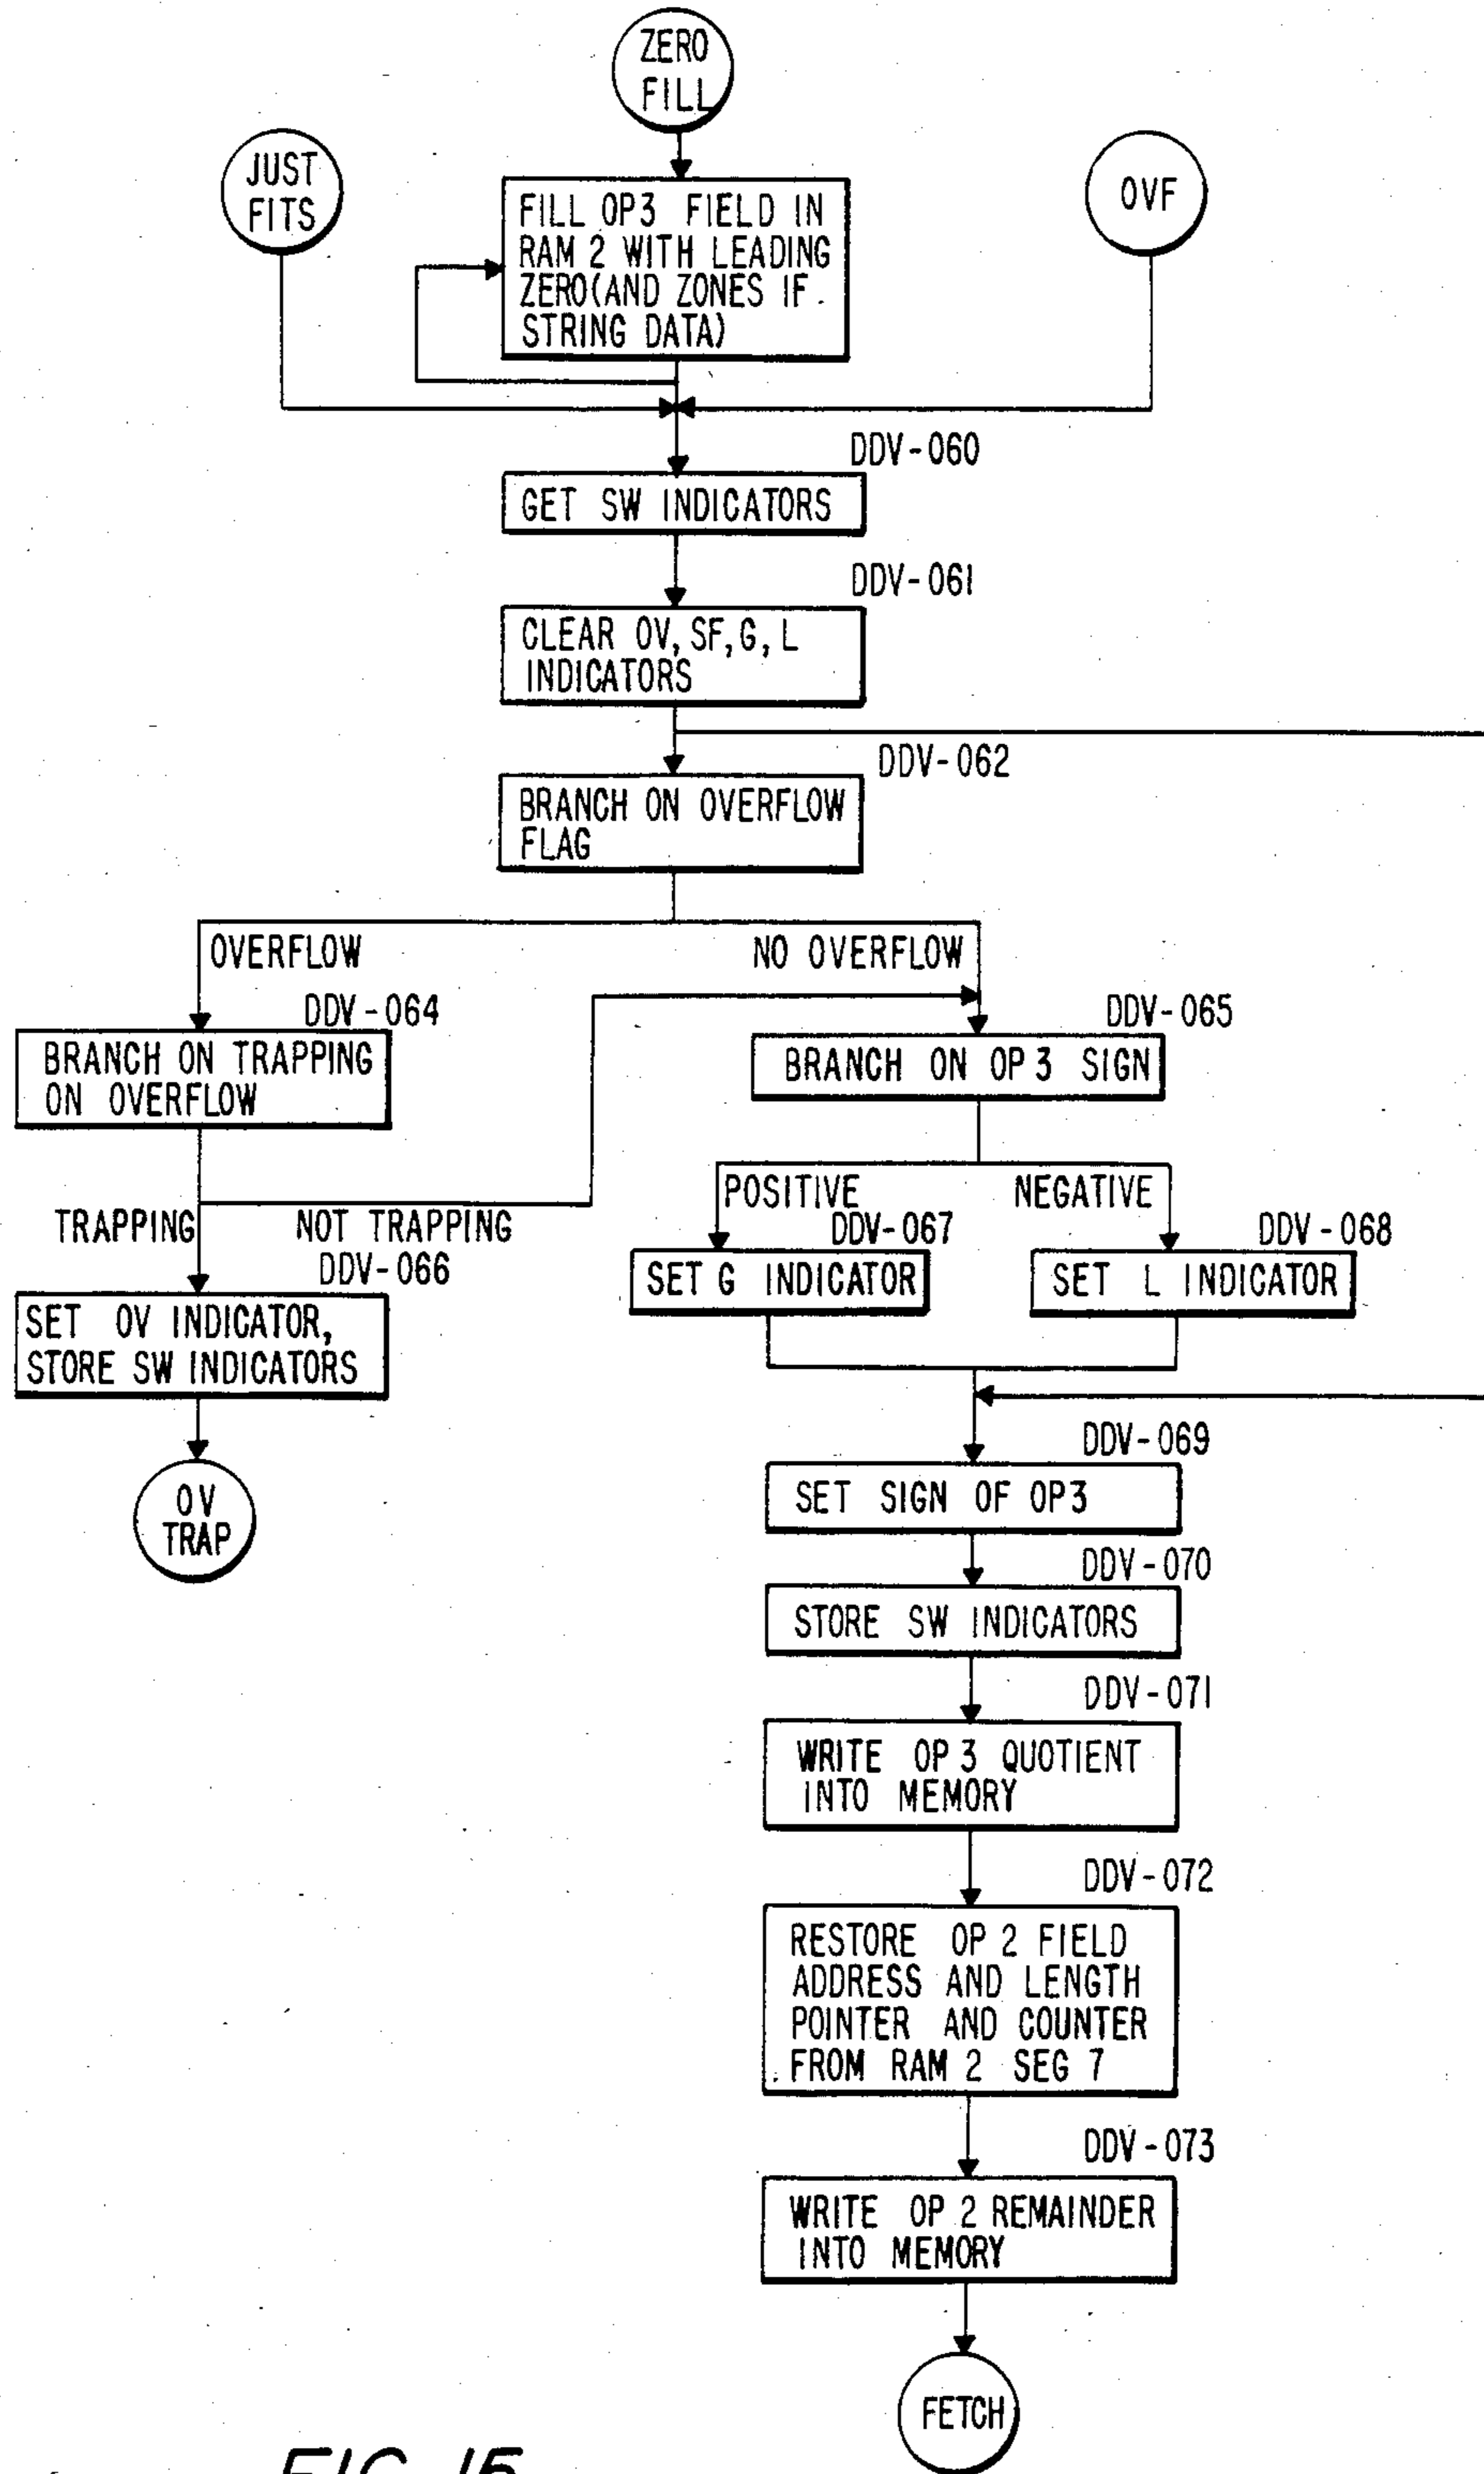 ZERO
FILL
JUST
FITS
OVF
FILL OP3 FIELD IN
RAM 2 WITH LEADING
ZERO(AND ZONES IF
STRING DATA)
DDV-060
GET SW INDICATORS
DDV-061
CLEAR OV, SF, G, L
INDICATORS
DDV-062
BRANCH ON OVERFLOW
FLAG
OVERFLOW
NO OVERFLOW
DDV-064
BRANCH ON TRAPPING
ON OVERFLOW
DDV-065
BRANCH ON OP3 SIGN
TRAPPING
NOT TRAPPING
POSITIVE
NEGATIVE
DDV-066
SET OV INDICATOR,
STORE SW INDICATORS
DDV-067
SET G INDICATOR
DDV-068
SET L INDICATOR
OV
TRAP
DDV-069
SET SIGN OF OP3
DDV-070
STORE SW INDICATORS
DDV-071
WRITE OP3 QUOTIENT
INTO MEMORY
DDV-072
RESTORE OP 2 FIELD
ADDRESS AND LENGTH
POINTER AND COUNTER
FROM RAM 2 SEG 7
DDV-073
WRITE OP 2 REMAINDER
INTO MEMORY
FETCH
FIG. 15